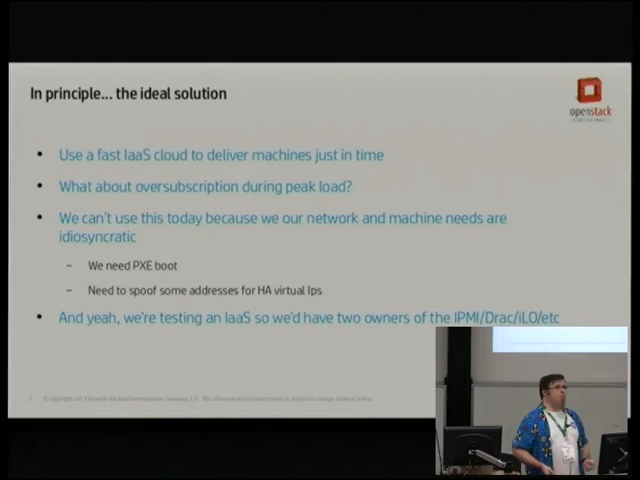 In principle... the ideal solution
openstack
• Use a fast IaaS cloud to deliver machines just in time
• What about oversubscription during peak load?
• We can't use this today because we our network and machine needs are
idiosyncratic
– We need PXE boot
– Need to spoof some addresses for HA virtual Ips
• And yeah, we're testing an IaaS so we'd have two owners of the IPMI/Drac/iLO/etc